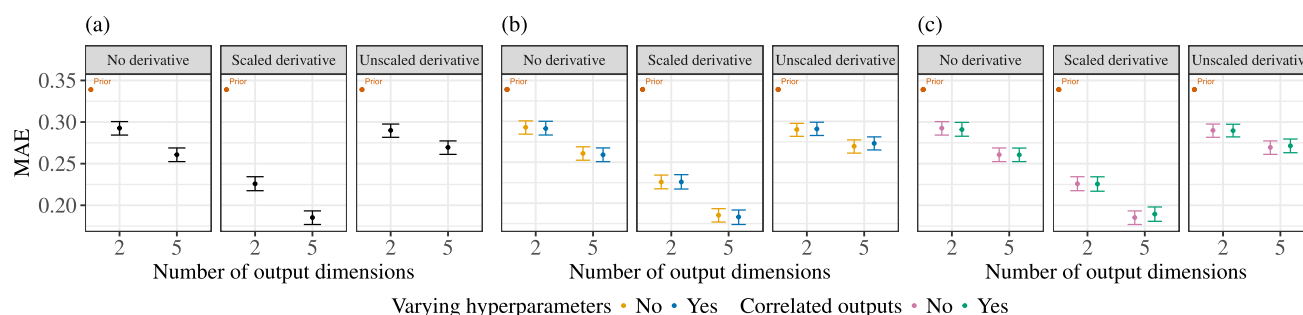 (a)
(b)
(c)
No derivative
Scaled derivative
Unscaled derivative
No derivative
Scaled derivative
Unscaled derivative
No derivative
Scaled derivative
Unscaled derivative
Prior
Prior
Prior
Prior
Prior
Prior
Prior
Prior
Prior
0.35
0.30
0.25
0.20
MAE
2 5 2 5 2 5
2 5 2 5 2 5
2 5 2 5 2 5
Number of output dimensions
Number of output dimensions
Number of output dimensions
Varying hyperparameters No Yes Correlated outputs No Yes